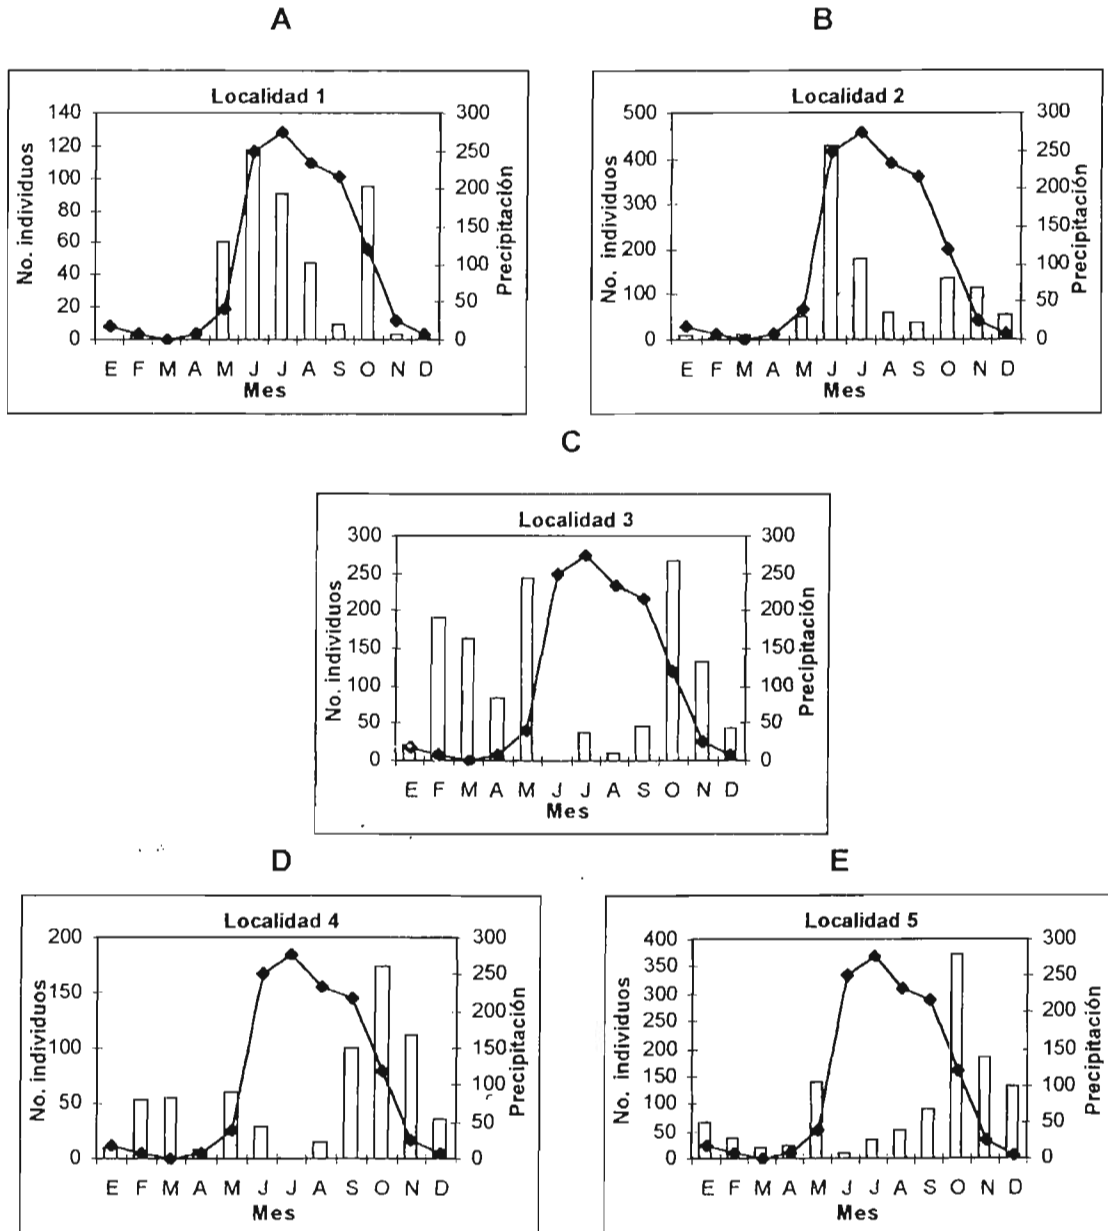 A
B
Localidad 1
No. individuos
140
120
100
80
60
40
20
0
300
250
200
150
100
50
0
Precipitación
E F M A M J J A S O N D
Mes
Localidad 2
No. individuos
500
400
300
200
100
0
300
250
200
150
100
50
0
Precipitación
E F M A M J J A S O N D
Mes
C
Localidad 3
No. individuos
300
250
200
150
100
50
0
300
250
200
150
100
50
0
Precipitación
E F M A M J J A S O N D
Mes
D
E
Localidad 4
No. individuos
200
150
100
50
0
300
250
200
150
100
50
0
Precipitación
E F M A M J J A S O N D
Mes
Localidad 5
No. individuos
400
350
300
250
200
150
100
50
0
300
250
200
150
100
50
0
Precipitación
E F M A M J J A S O N D
Mes